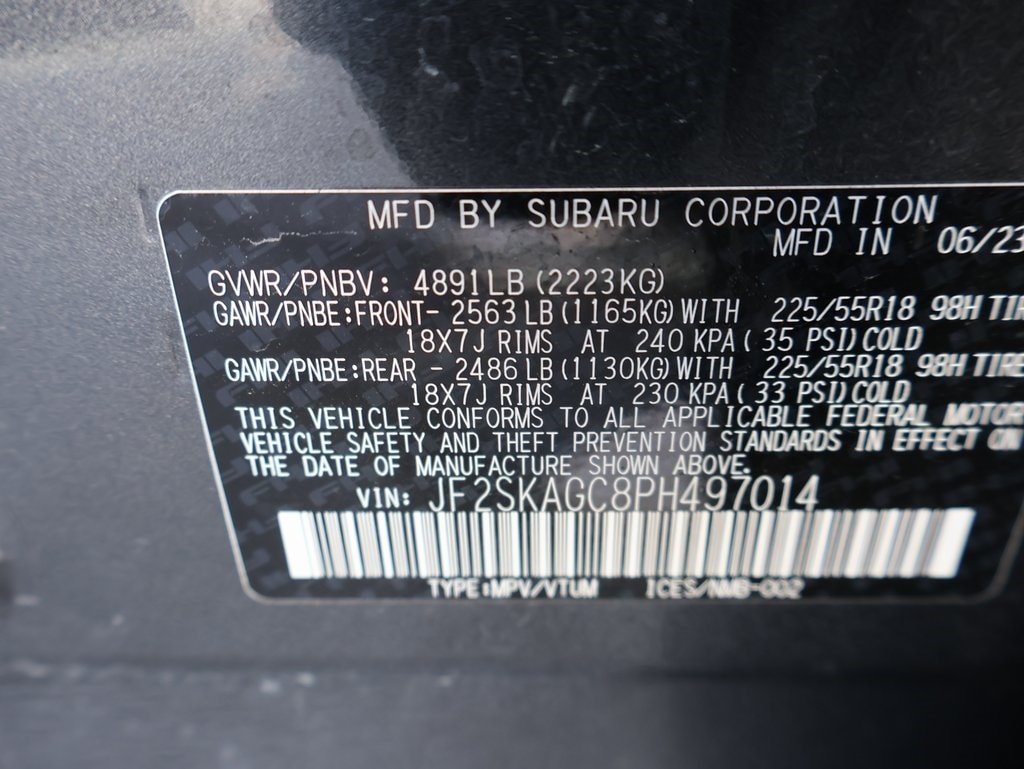 MFD BY SUBARU CORPORATION
MFD IN 06/23
GVWR/PNBV: 4891LB (2223KG)
GAWR/PNBE:FRONT- 2563 LB (1165KG) WITH 225/55R18 98H TIR
18X7J RIMS AT 240 KPA ( 35 PSI) COLD
GAWR/PNBE:REAR - 2486 LB (1130KG) WITH 225/55R18 98H TIRE
18X7J RIMS AT 230 KPA ( 33 PSI) COLD
THIS VEHICLE CONFORMS TO ALL APPLICABLE FEDERAL MOTOR
VEHICLE SAFETY AND THEFT PREVENTION STANDARDS IN EFFECT ON
THE DATE OF MANUFACTURE SHOWN ABOVE.
VIN: JF2SKAGC8PH497014
TYPE:MPV/VTUM ICES/NMB-002